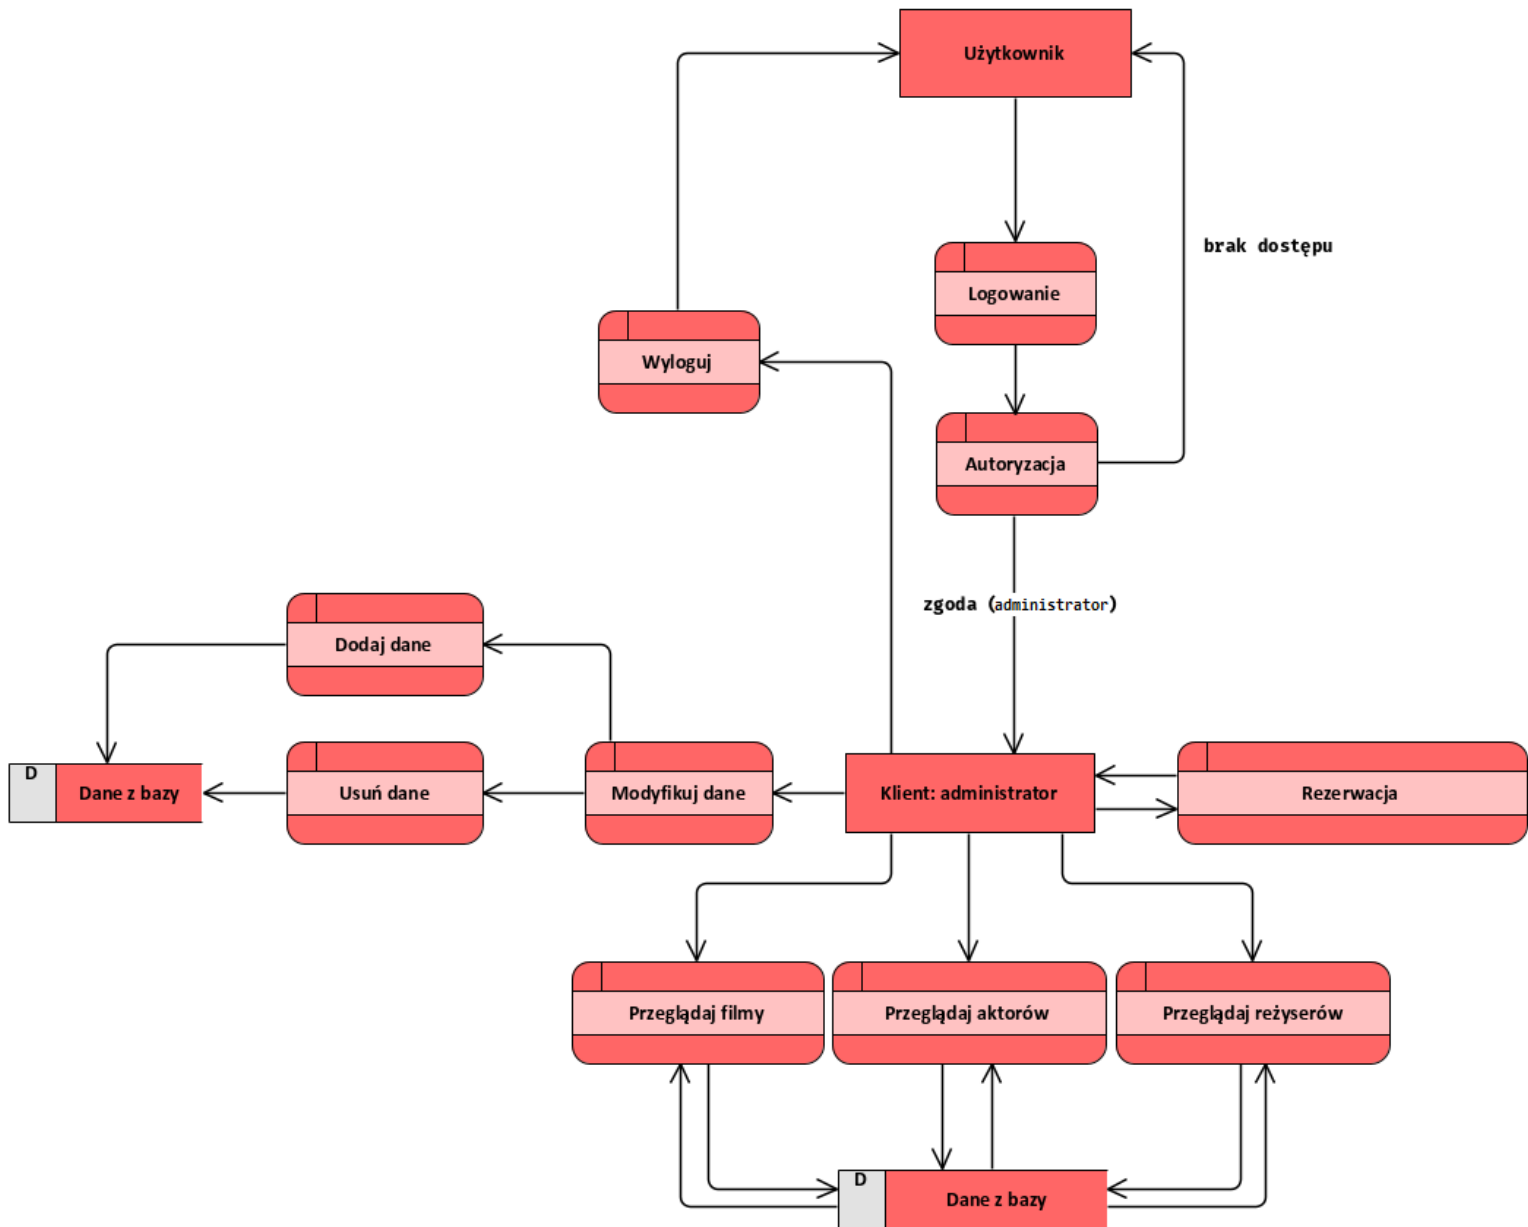 Użytkownik
brak dostępu
Logowanie
Wyloguj
Autoryzacja
zgoda (administrator)
Dodaj dane
D
Dane z bazy
Usuń dane
Modyfikuj dane
Klient: administrator
Rezerwacja
Przeglądaj filmy
Przeglądaj aktorów
Przeglądaj reżyserów
D
Dane z bazy